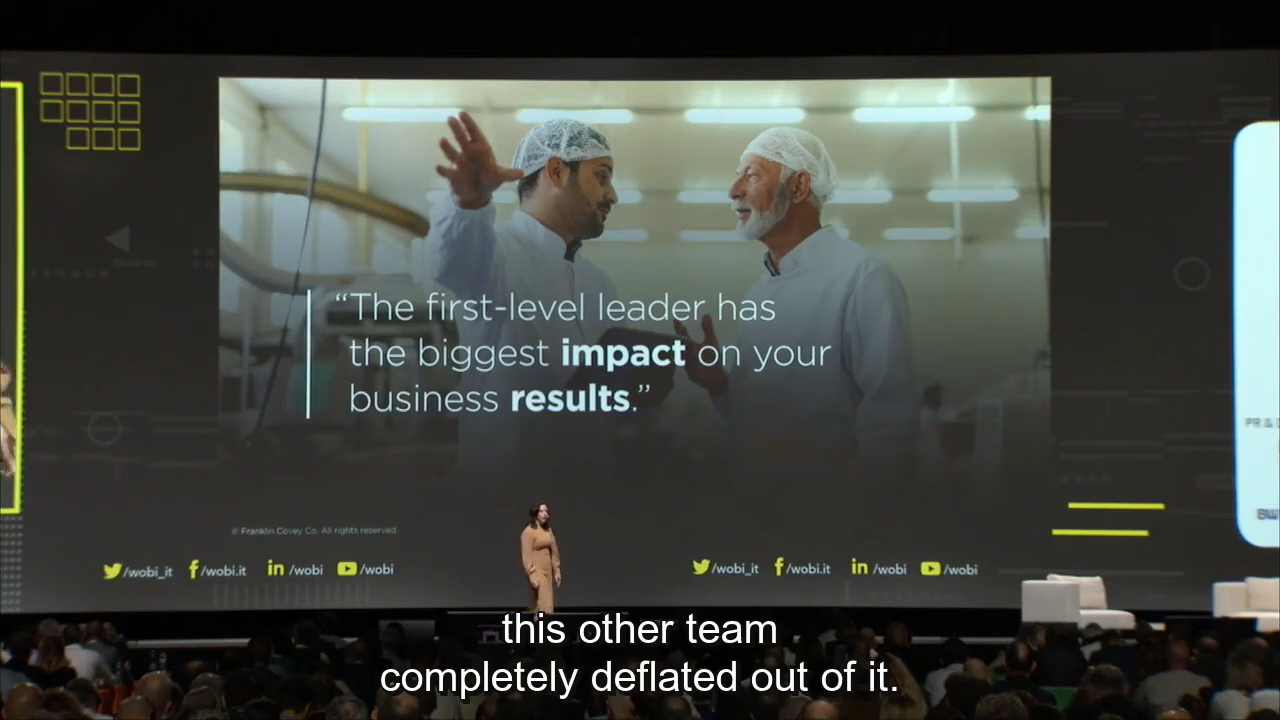 “The first-level leader has
the biggest impact on your
business results.”
© Franklin Covey Co. All rights reserved.
/wobi_it /wobi.it /wobi /wobi
/wobi_it /wobi.it /wobi /wobi
PR &
this other team
completely deflated out of it.